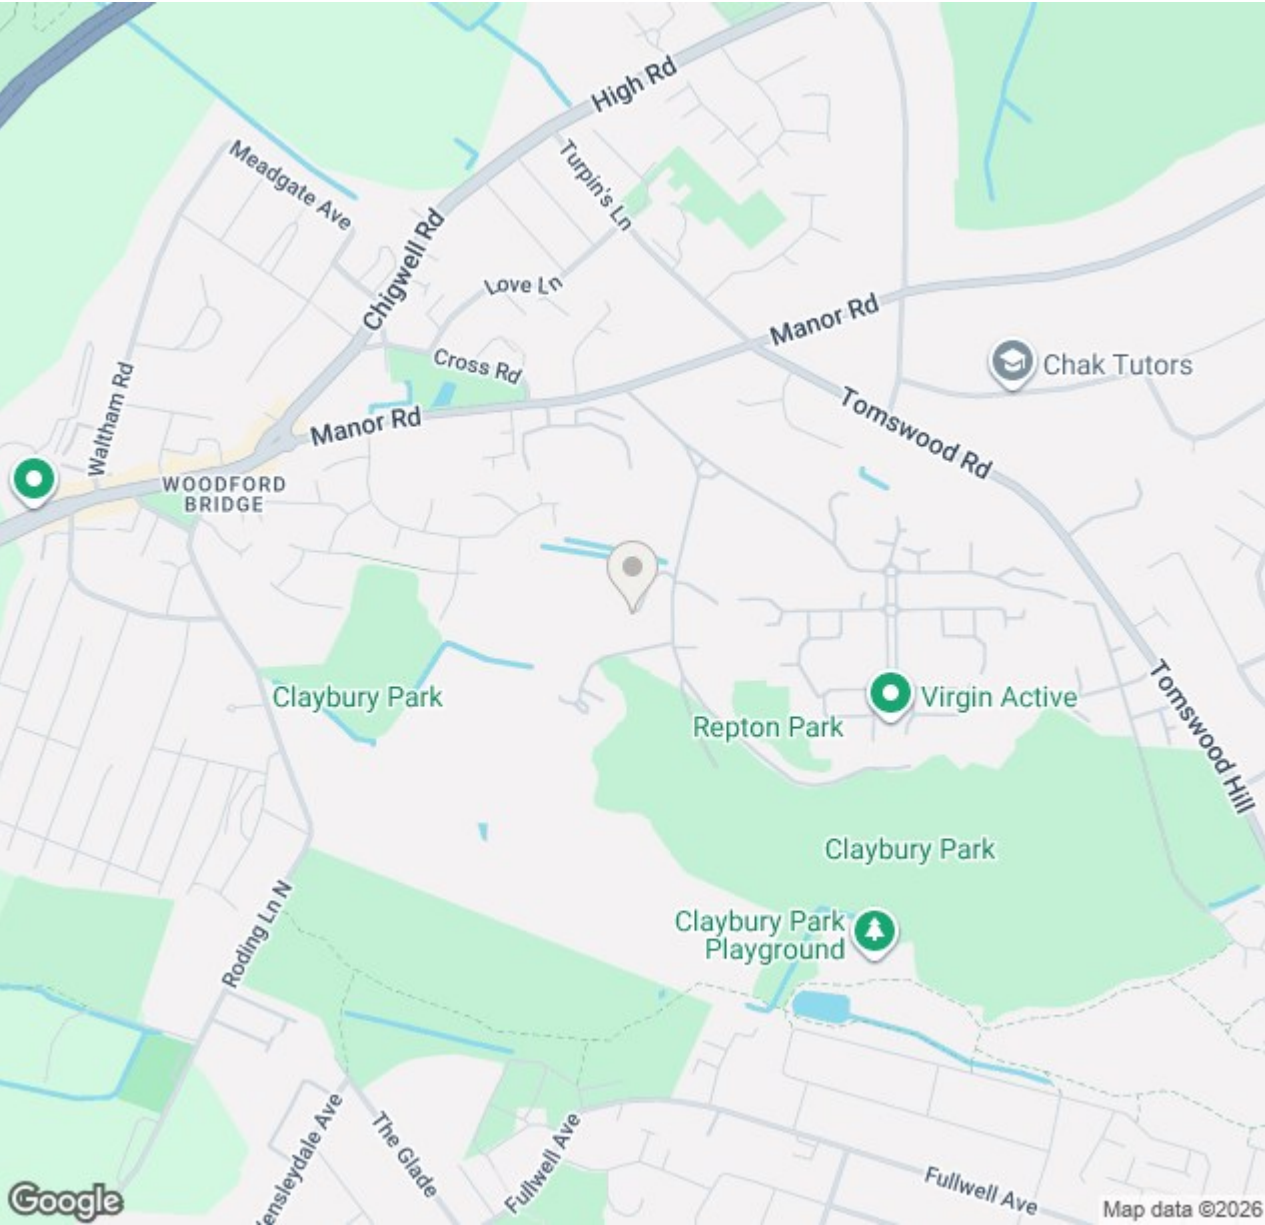 High Rd
Meadgate Ave
Turpin's Ln
Chigwell Rd
Love Ln
Manor Rd
Cross Rd
Chak Tutors
Waltham Rd
Manor Rd
Tomswood Rd
WOODFORD
BRIDGE
Claybury Park
Virgin Active
Repton Park
Tomswood Hill
Claybury Park
Roding Ln N
Claybury Park
Playground
ensleydale Ave
The Glade
Fullwell Ave
Fullwell Ave
Google
Map data ©2026